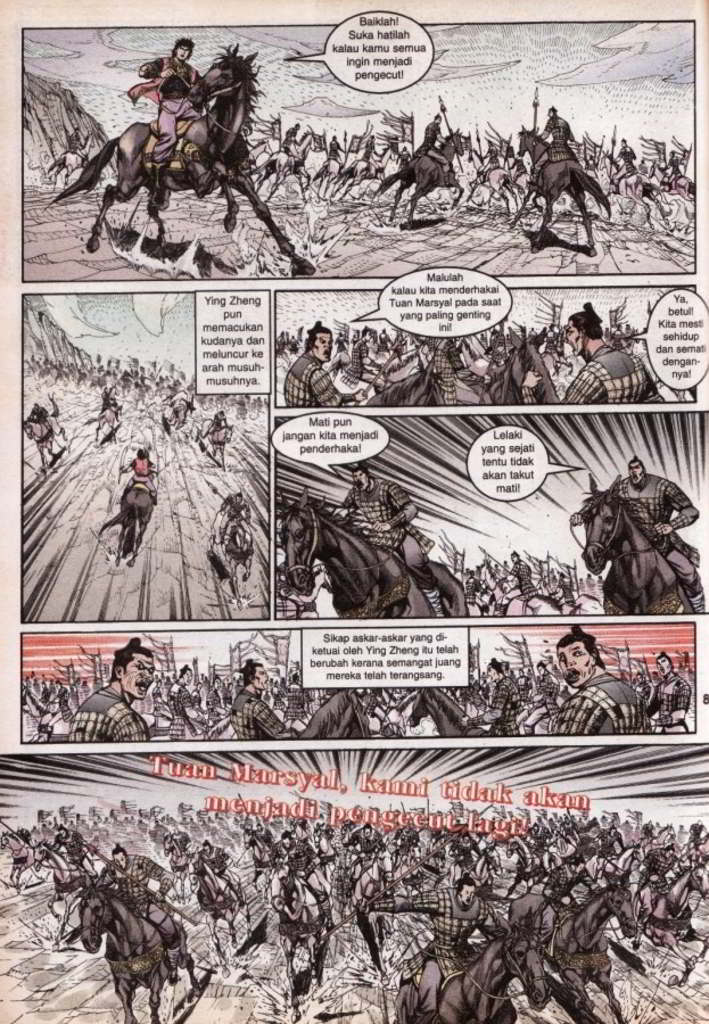 Baiklah!
Suka hatilah
kalau kamu semua
ingin menjadi
pengecut!
Ying Zheng
pun
memacukan
kudanya dan
meluncur ke
arah musuh-
musuhnya.
Malulah
kalau kita menderhakai
Tuan Marsyal pada saat
yang paling genting
ini!
Ya,
betul!
Kita mesti
sehidup
dan semati
dengan-
nya!
Mati pun
jangan kita menjadi
penderhaka!
Lelaki
yang sejati
tentu tidak
akan takut
mati!
Sikap askar-askar yang di-
ketuai oleh Ying Zheng itu telah
berubah kerana semangat juang
mereka telah terangsang.
8
Tuan Marsyal, kami tidak akan
menjadi pengecut lagi!